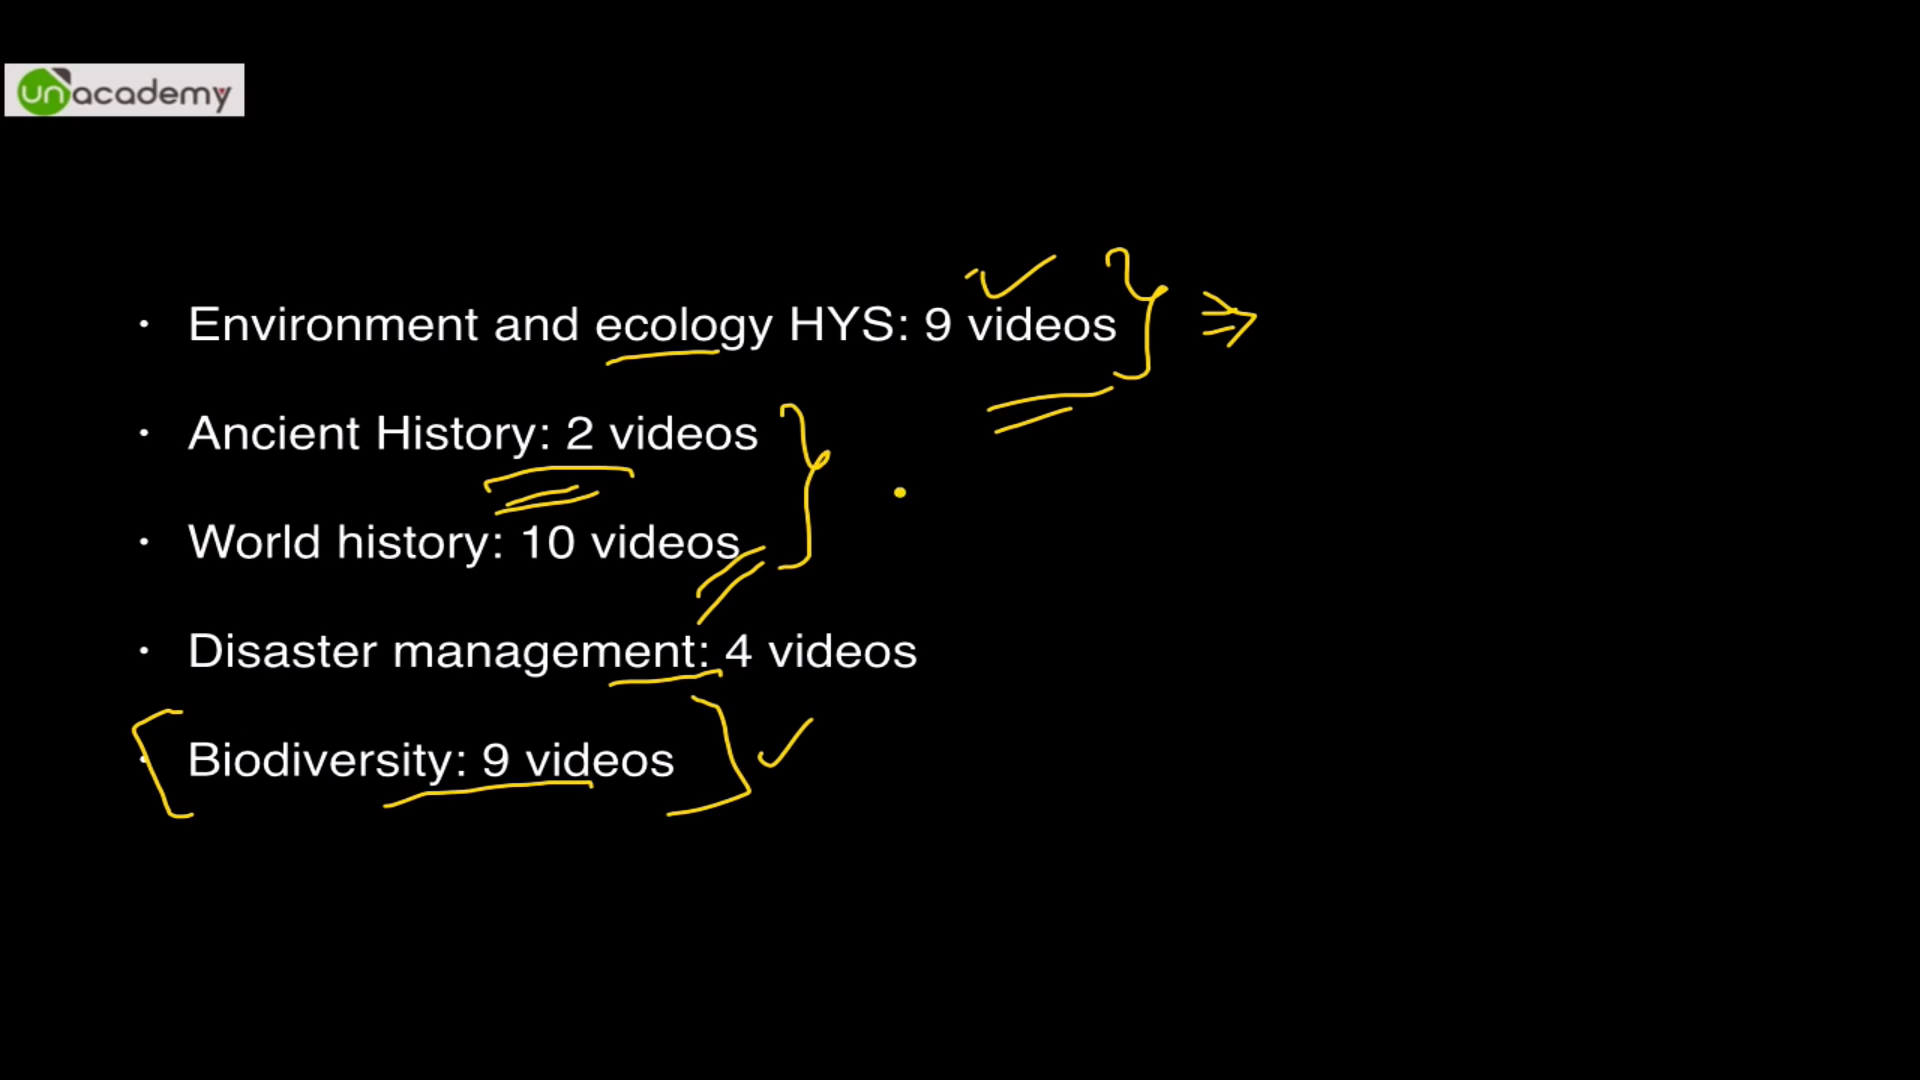 unacademy
• Environment and ecology HYS: 9 videos
• Ancient History: 2 videos
• World history: 10 videos
• Disaster management: 4 videos
• Biodiversity: 9 videos